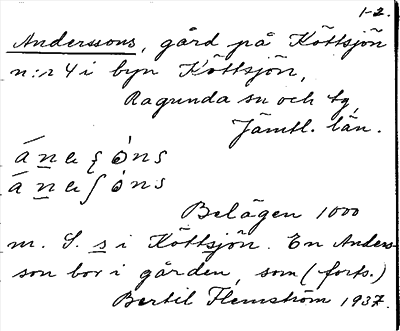 1-2.
Anderssons, gård på Köttsjön
n:r 4 i byn Köttsjön,
Ragunda sn och tg,
Jämtl. län.
Belägen 1000
m. S. s i Köttsjön. En Anders-
son bor i gården, som (forts.)
Bertil Flemström 1937.